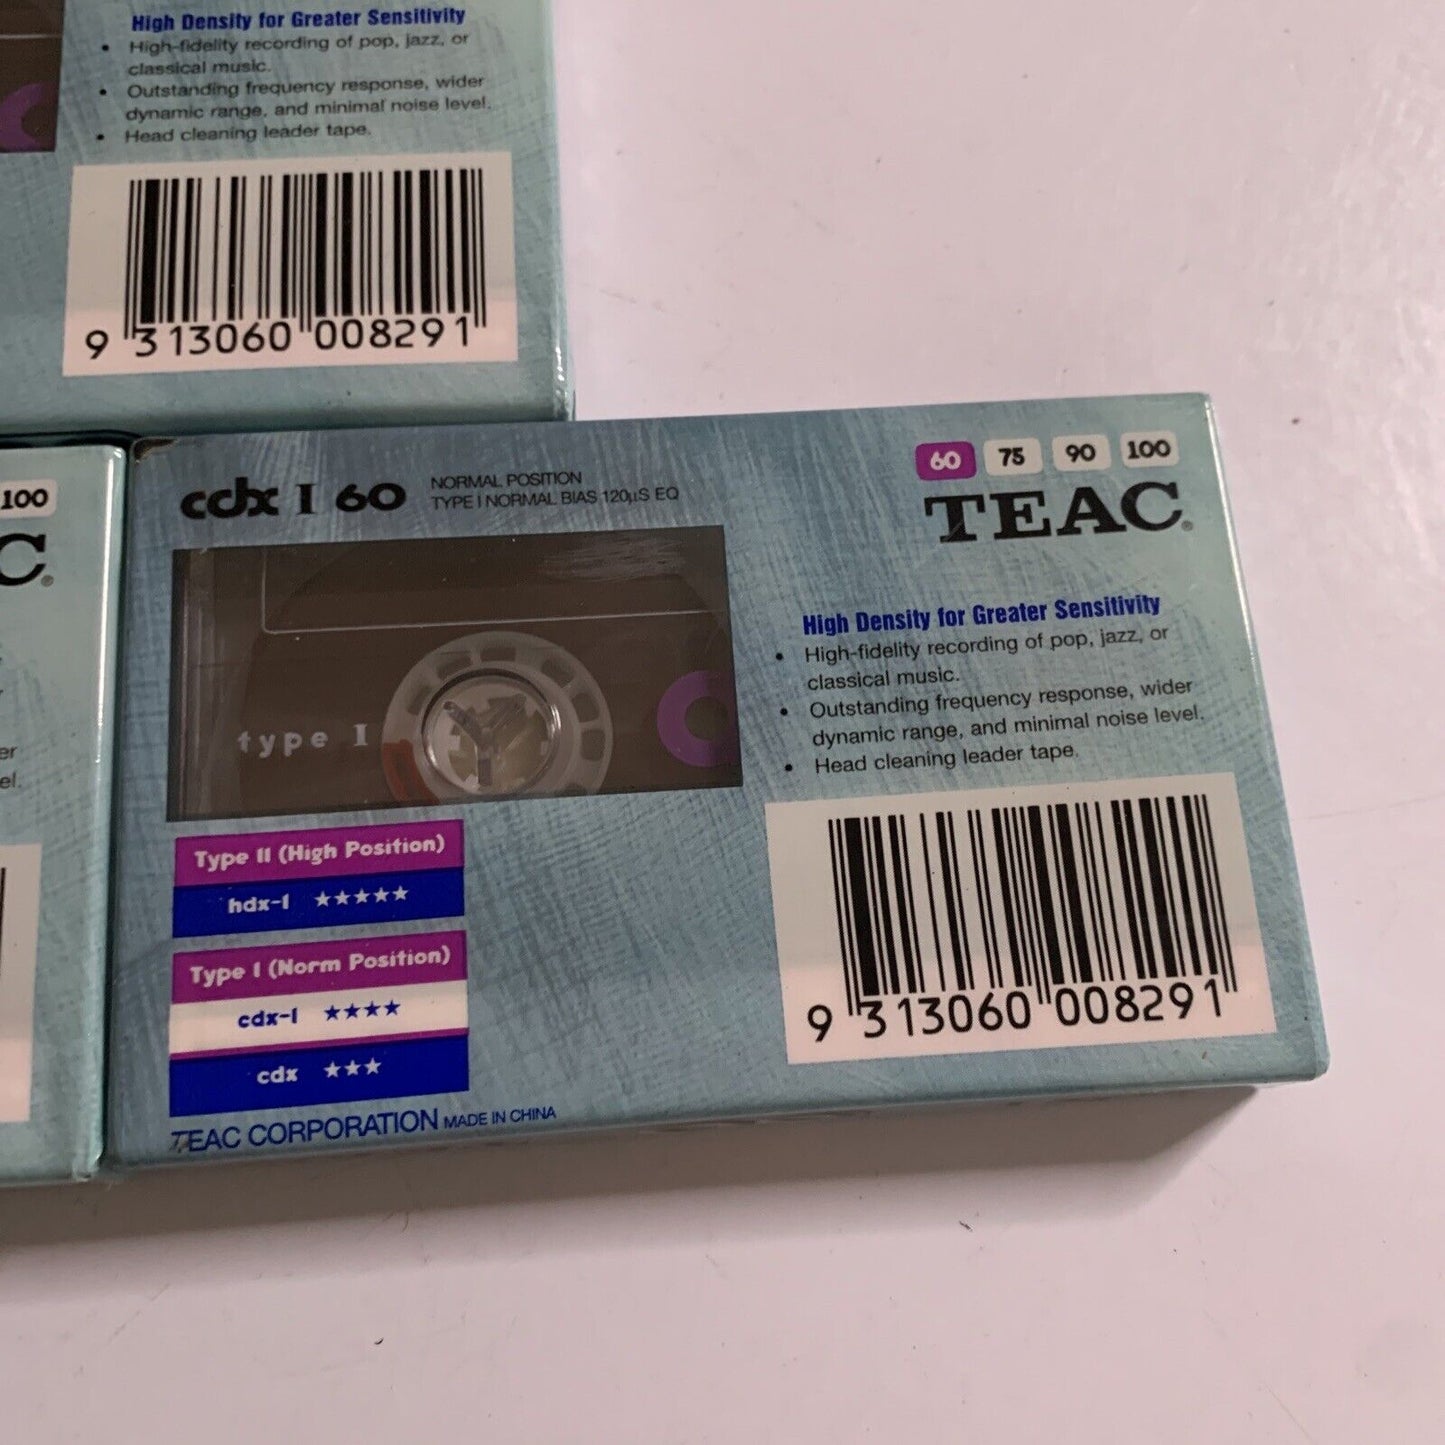 High Density for Greater Sensitivity
• High-fidelity recording of pop, jazz, or
classical music.
• Outstanding frequency response, wider
dynamic range, and minimal noise level.
• Head cleaning leader tape.
9 313060 008291
100
C
er
el.
cdx I 60
NORMAL POSITION
TYPE I NORMAL BIAS 120µS EQ
60 75 90 100
TEAC
type I
High Density for Greater Sensitivity
• High-fidelity recording of pop, jazz, or
classical music.
• Outstanding frequency response, wider
dynamic range, and minimal noise level.
• Head cleaning leader tape.
Type II (High Position)
hdx-I ★★★★★
Type I (Norm Position)
cdx-I ★★★★
cdx ★★★
TEAC CORPORATION MADE IN CHINA
9 313060 008291